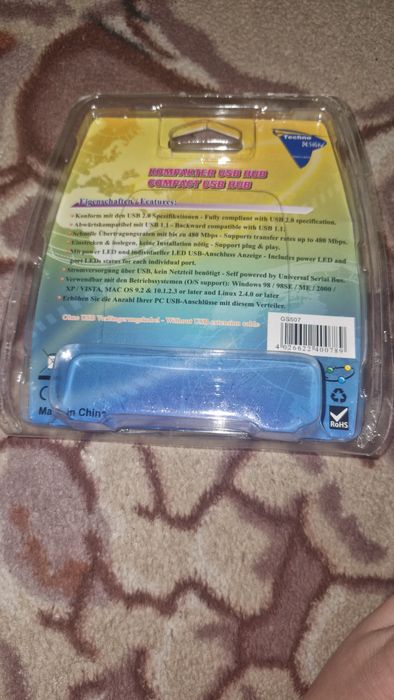 Techno
DESIGN
KOMPAKTER USB HUB
COMPACT USB HUB
Eigenschaften / Features:
Konform mit den USB 2.0 Spezifikationen - Fully compliant with USB 2.0 specification.
Abwärtskompatibel mit USB 1.1 - Backward compatible with USB 1.1.
Schnelle Übertragungsraten mit bis zu 480 Mbps - Supports transfer rates up to 480 Mbps.
Einstecken & loslegen, keine Installation nötig - Support plug & play.
Mit power LED und individueller LED USB-Anschluss Anzeige - Includes power LED and
port LEDs status for each individual port.
Stromversorgung über USB, kein Netzteil benötigt - Self powered by Universal Serial Bus.
Verwendbar mit den Betriebssystemen (O/S support): Windows 98 / 98SE / ME / 2000 /
XP / VISTA, MAC OS 9.2 & 10.1.2.3 or later and Linux 2.4.0 or later
Erhöhen Sie die Anzahl Ihrer PC USB-Anschlüsse mit diesem Verteiler.
Ohne USB Verlängerungskabel - Without USB extension cable
GS507
4026622400789
Made in China
RoHS